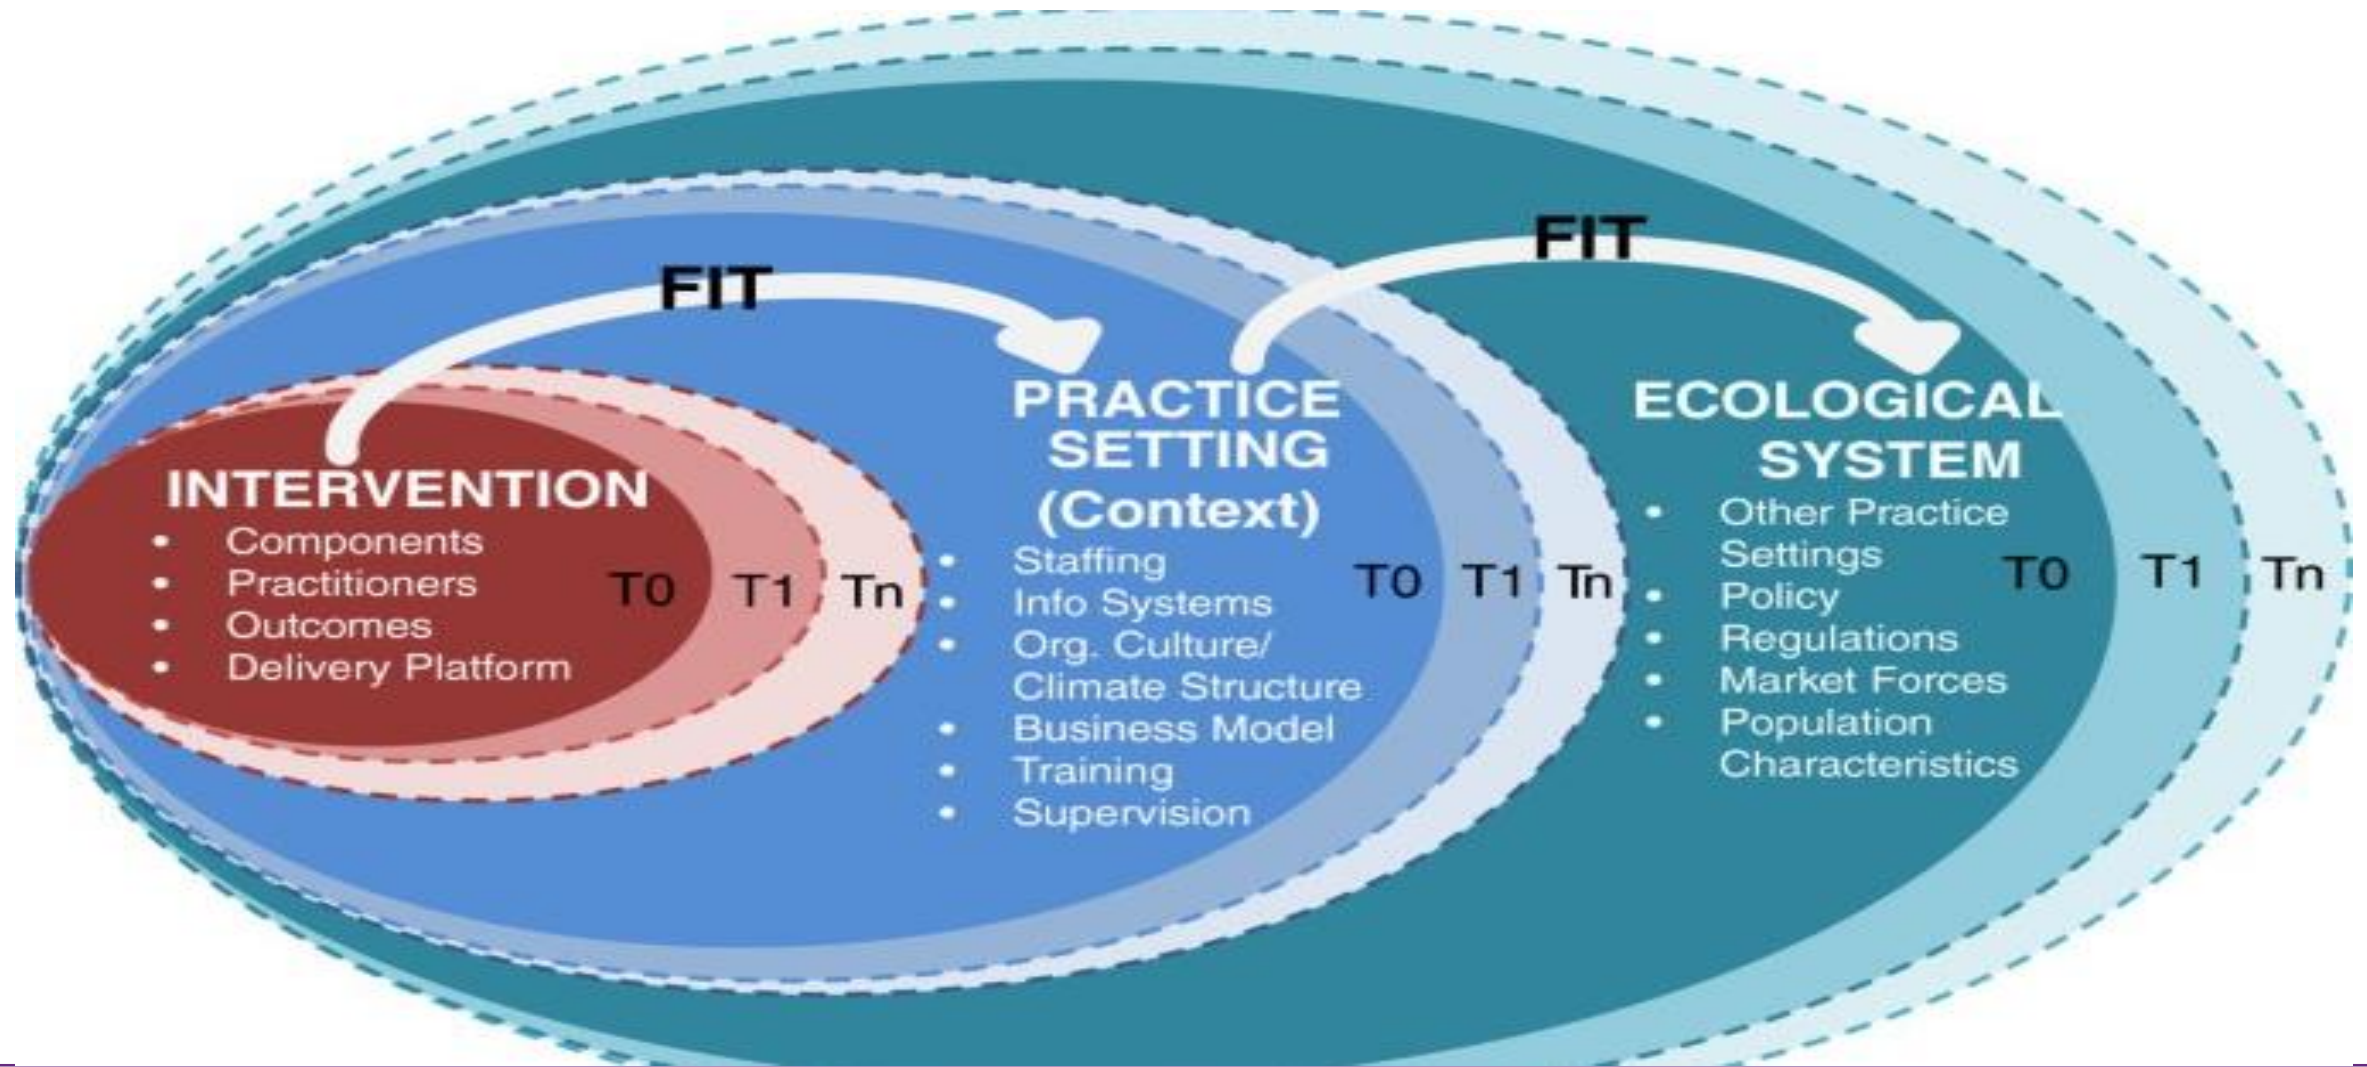 FIT
FIT
INTERVENTION
• Components
• Practitioners
• Outcomes
• Delivery Platform
T0 T1 Tn
PRACTICE
SETTING
(Context)
• Staffing
• Info Systems
• Org. Culture/
Climate Structure
• Business Model
• Training
• Supervision
T0 T1 Tn
ECOLOGICAL
SYSTEM
• Other Practice
Settings
• Policy
• Regulations
• Market Forces
• Population
Characteristics
T0 T1 Tn